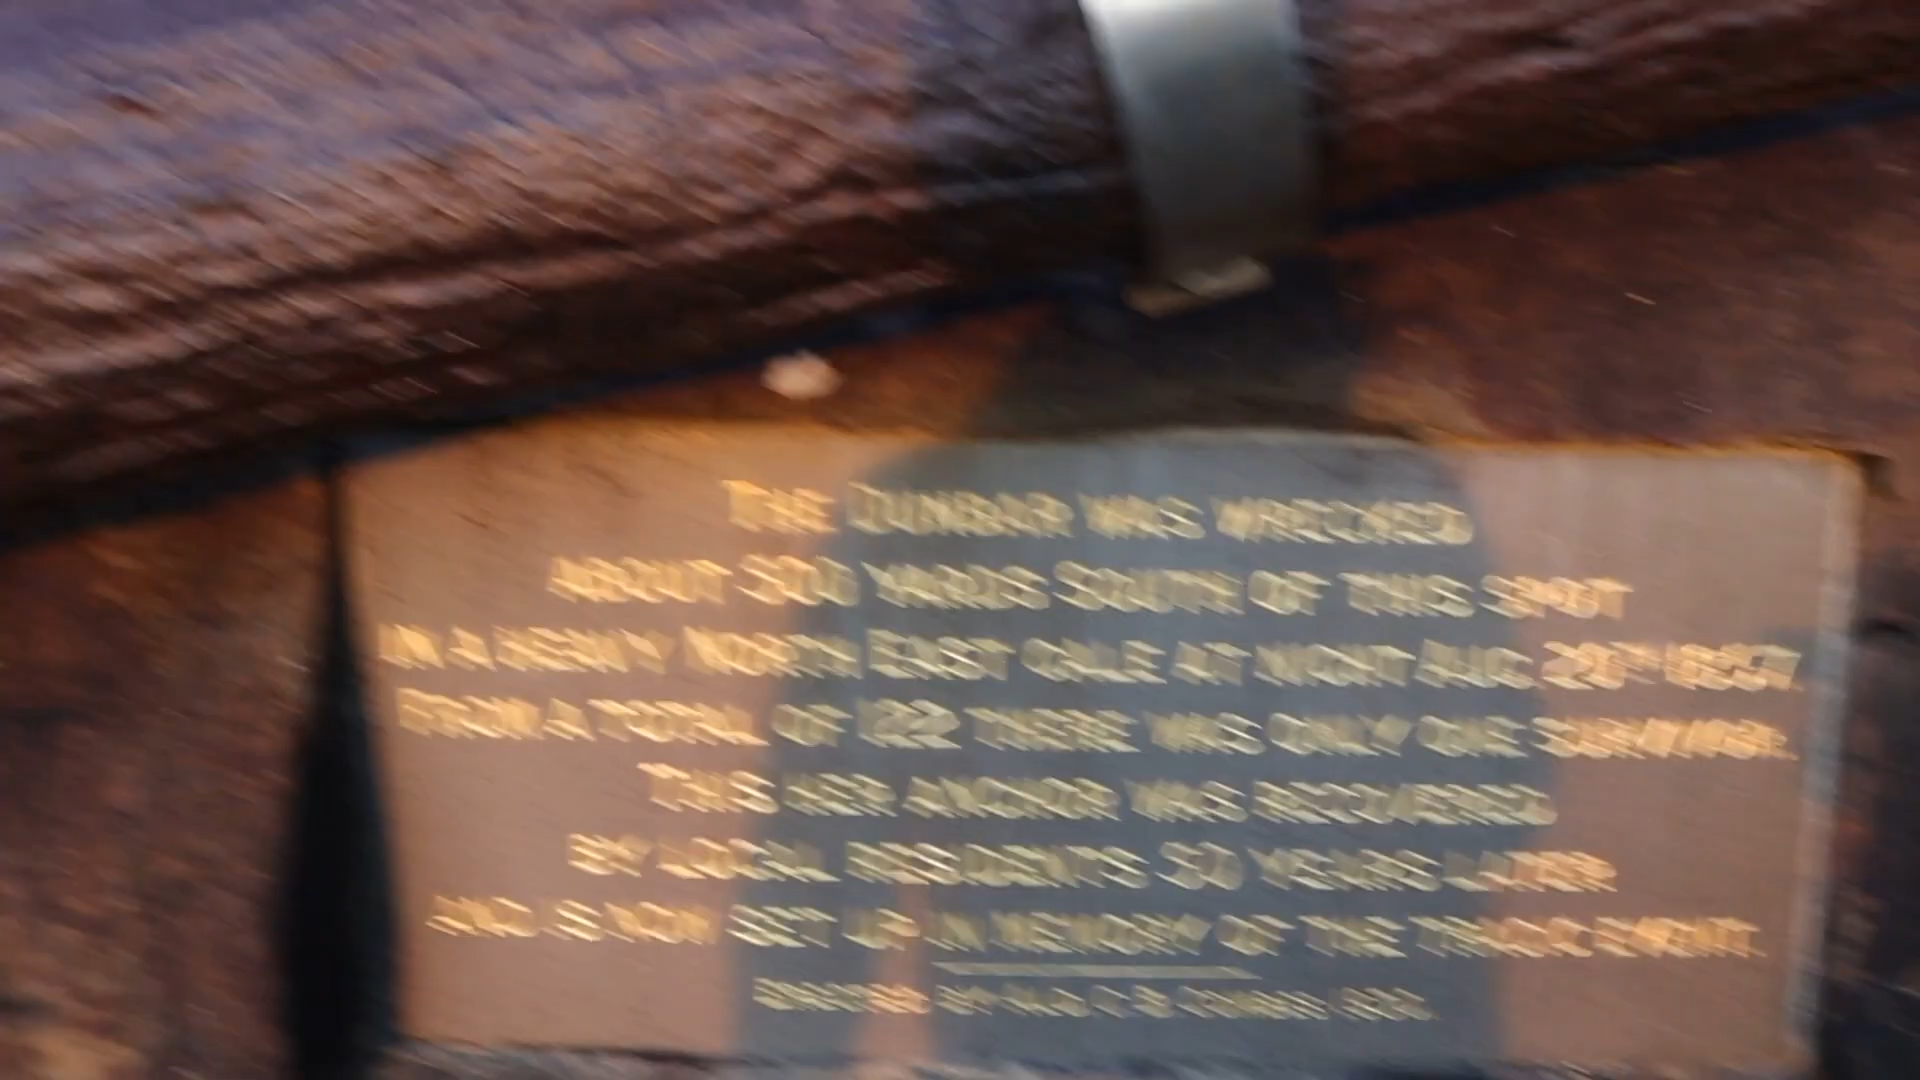 THE DUNBAR WAS WRECKED
ABOUT YARDS SOUTH OF THIS SPOT
IN A HEAVY NORTH EAST GALE AT NIGHT AUG 20TH 1857.
FROM A TOTAL OF 122 THERE WAS ONLY ONE SURVIVOR.
THIS HER ANCHOR WAS RECOVERED
BY LOCAL RESIDENTS YEARS LATER
AND IS NOW SET UP IN MEMORY OF THE TRAGIC EVENT.